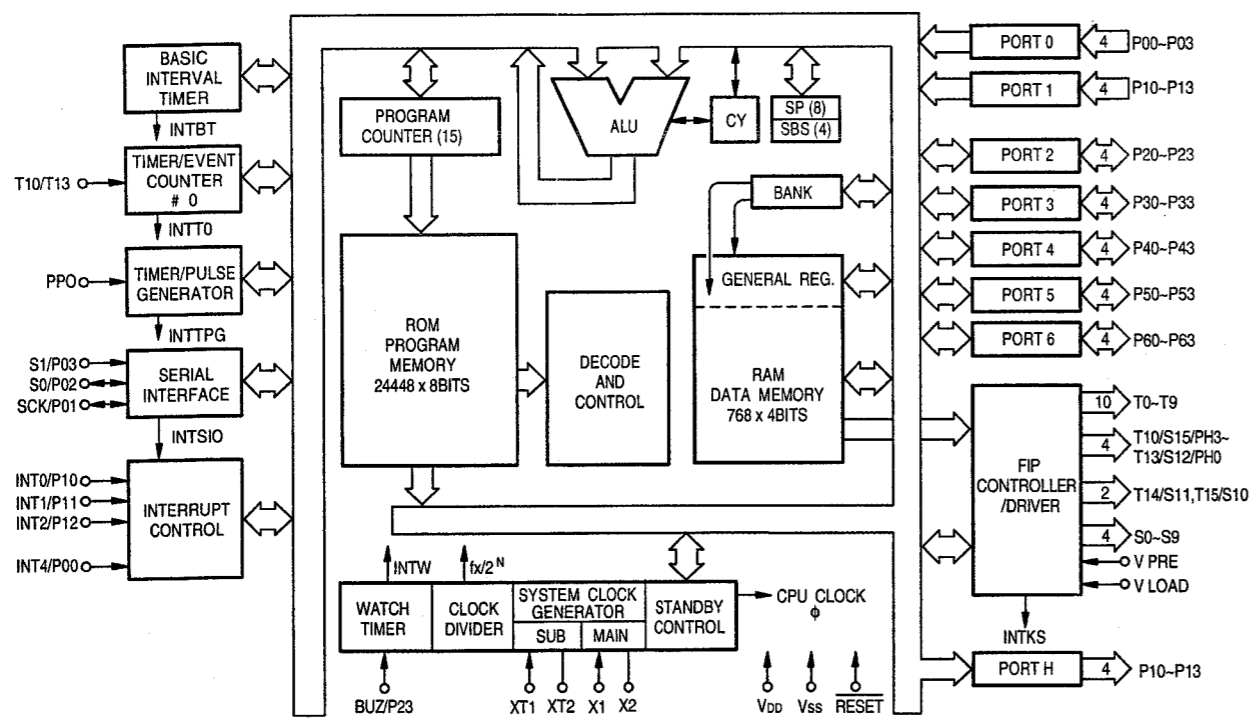 BASIC
INTERVAL
TIMER
INTBT
T10/T13
TIMER/EVENT
COUNTER
# 0
INTT0
PPO
TIMER/PULSE
GENERATOR
INTTPG
S1/P03
S0/P02
SCK/P01
SERIAL
INTERFACE
INTSIO
INT0/P10
INT1/P11
INT2/P12
INT4/P00
INTERRUPT
CONTROL
PROGRAM
COUNTER (15)
ALU
CY
SP (8)
SBS (4)
BANK
ROM
PROGRAM
MEMORY
24448 x 8BITS
DECODE
AND
CONTROL
GENERAL REG.
RAM
DATA MEMORY
768 x 4BITS
INTW
fx/2^N
WATCH
TIMER
CLOCK
DIVIDER
SYSTEM CLOCK
GENERATOR
SUB
MAIN
STANDBY
CONTROL
CPU CLOCK
ϕ
BUZ/P23
XT1
XT2
X1
X2
VDD
VSS
RESET
PORT 0
4
P00~P03
PORT 1
4
P10~P13
PORT 2
4
P20~P23
PORT 3
4
P30~P33
PORT 4
4
P40~P43
PORT 5
4
P50~P53
PORT 6
4
P60~P63
FIP
CONTROLLER
/DRIVER
10
T0~T9
4
T10/S15/PH3~
T13/S12/PH0
2
T14/S11,T15/S10
4
S0~S9
V PRE
V LOAD
INTKS
PORT H
4
P10~P13